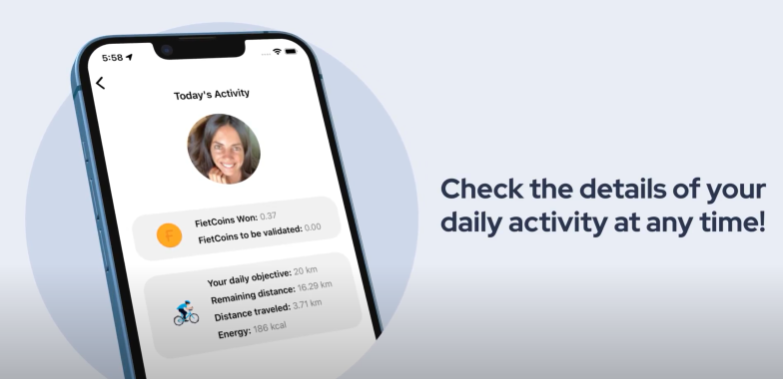 5:58
Today's Activity
F
FietCoins Won: 0.37
FietCoins to be validated: 0.00
Your daily objective: 20 km
Remaining distance: 16.29 km
Distance traveled: 3.71 km
Energy: 186 kcal
Check the details of your
daily activity at any time!